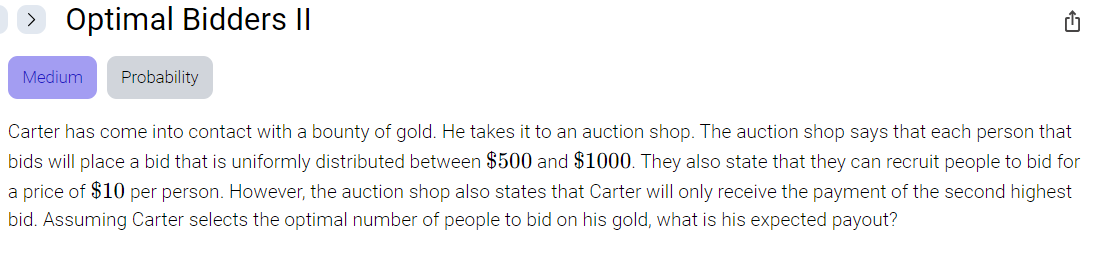 Optimal Bidders II
Medium Probability
Carter has come into contact with a bounty of gold. He takes it to an auction shop. The auction shop says that each person that
bids will place a bid that is uniformly distributed between $500 and $1000. They also state that they can recruit people to bid for
a price of $10 per person. However, the auction shop also states that Carter will only receive the payment of the second highest
bid. Assuming Carter selects the optimal number of people to bid on his gold, what is his expected payout?